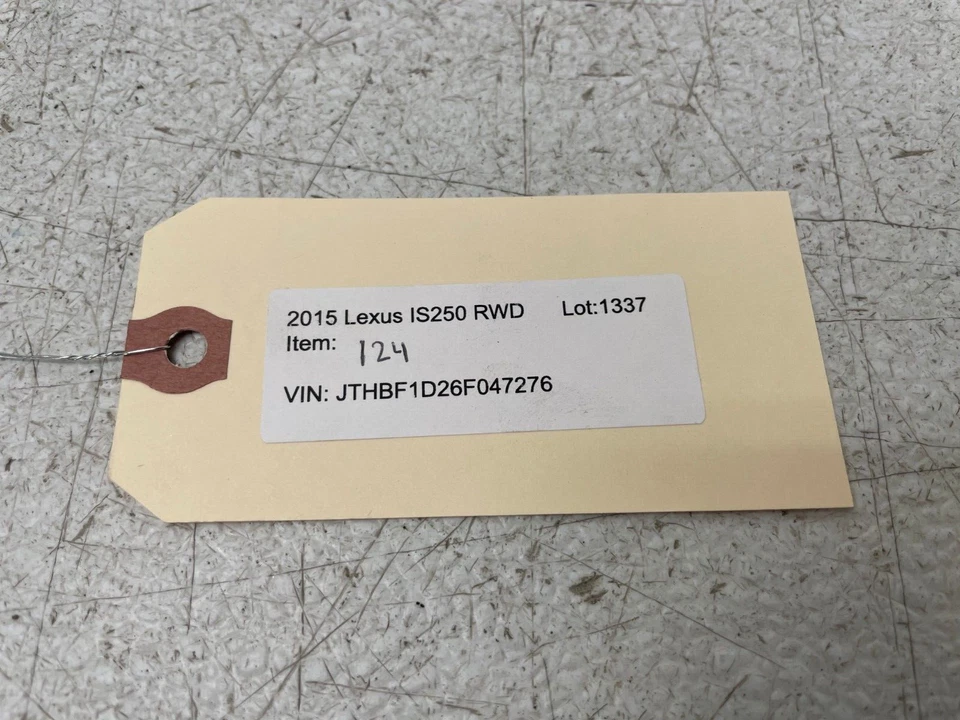 2015 Lexus IS250 RWD Lot:1337
Item: 124
VIN: JTHBF1D26F047276